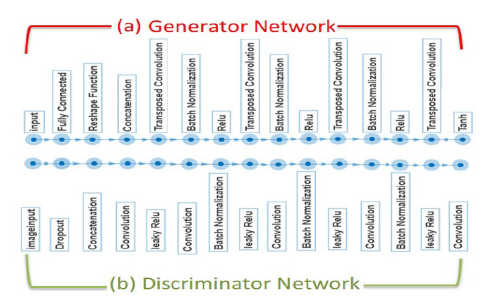 (a) Generator Network
input
Fully Connected
Reshape Function
Concatenation
Transposed Convolution
Batch Normalization
Relu
Transposed Convolution
Batch Normalization
Relu
Transposed Convolution
Batch Normalization
Relu
Transposed Convolution
Tanh
imageinput
Dropout
Concatenation
Convolution
leaky Relu
Convolution
Batch Normalization
leaky Relu
Convolution
Batch Normalization
leaky Relu
Convolution
Batch Normalization
leaky Relu
Convolution
(b) Discriminator Network